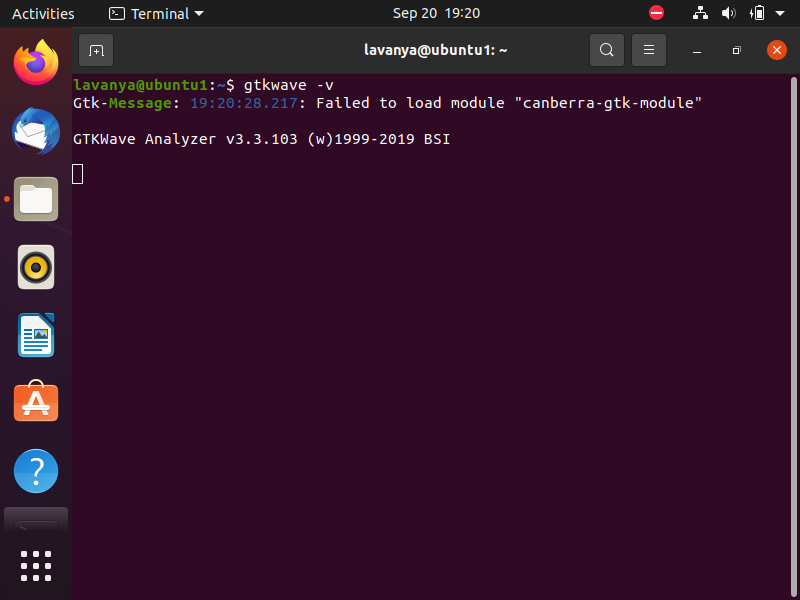 Activities Terminal Sep 20 19:20
lavanya@ubuntu1: ~
lavanya@ubuntu1:~$ gtkwave -v
Gtk-Message: 19:20:28.217: Failed to load module "canberra-gtk-module"
GTKWave Analyzer v3.3.103 (w)1999-2019 BSI